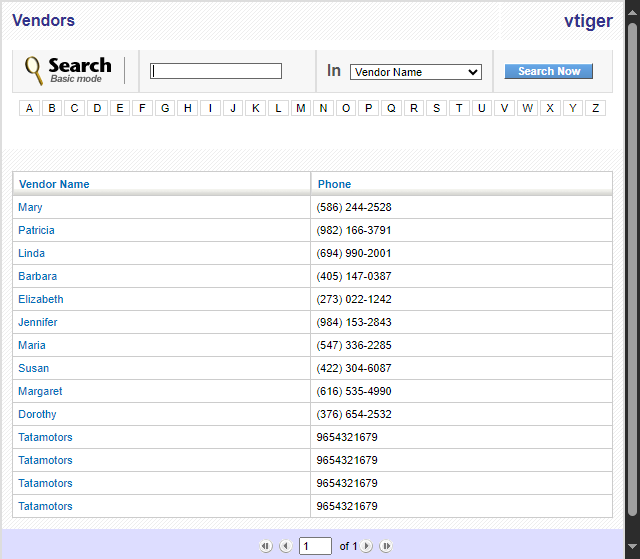 Vendors vtiger
Search
Basic mode
In Vendor Name Search Now
A B C D E F G H I J K L M N O P Q R S T U V W X Y Z
Vendor Name Phone
Mary (586) 244-2528
Patricia (982) 166-3791
Linda (694) 990-2001
Barbara (405) 147-0387
Elizabeth (273) 022-1242
Jennifer (984) 153-2843
Maria (547) 336-2285
Susan (422) 304-6087
Margaret (616) 535-4990
Dorothy (376) 654-2532
Tatamotors 9654321679
Tatamotors 9654321679
Tatamotors 9654321679
Tatamotors 9654321679
1 of 1